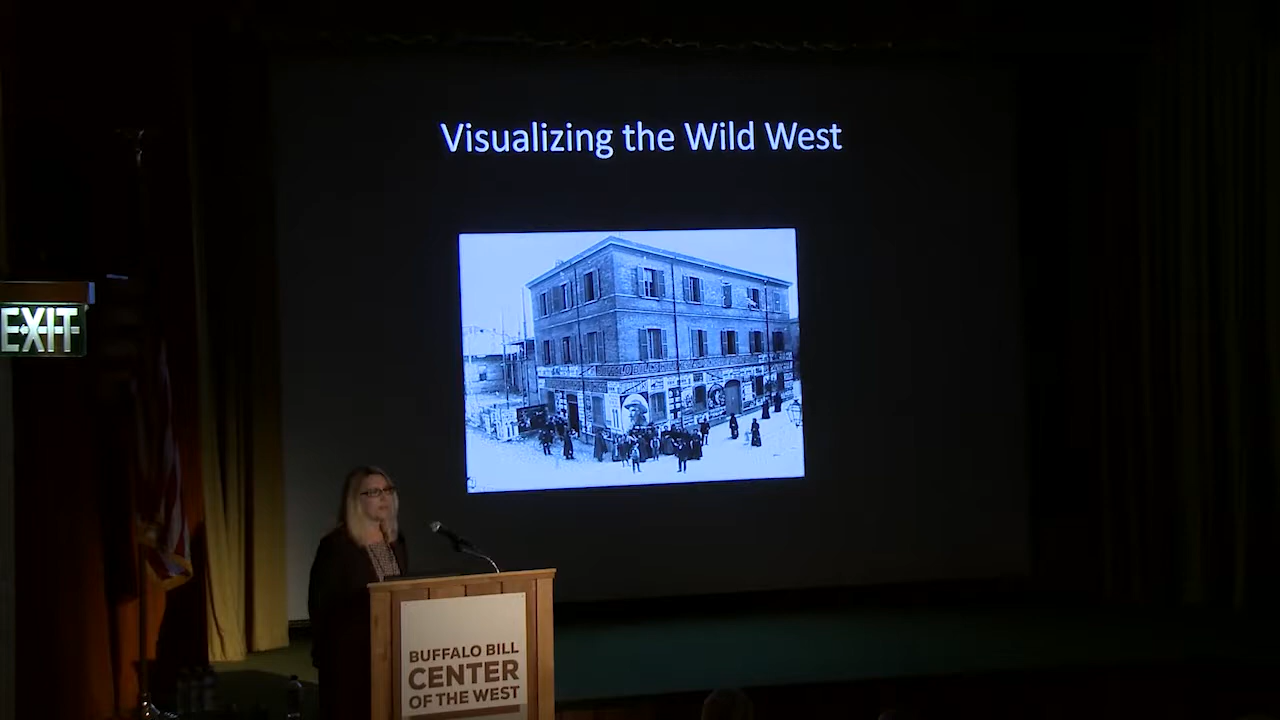 Visualizing the Wild West
EXIT
BUFFALO BILL
CENTER
OF THE WEST